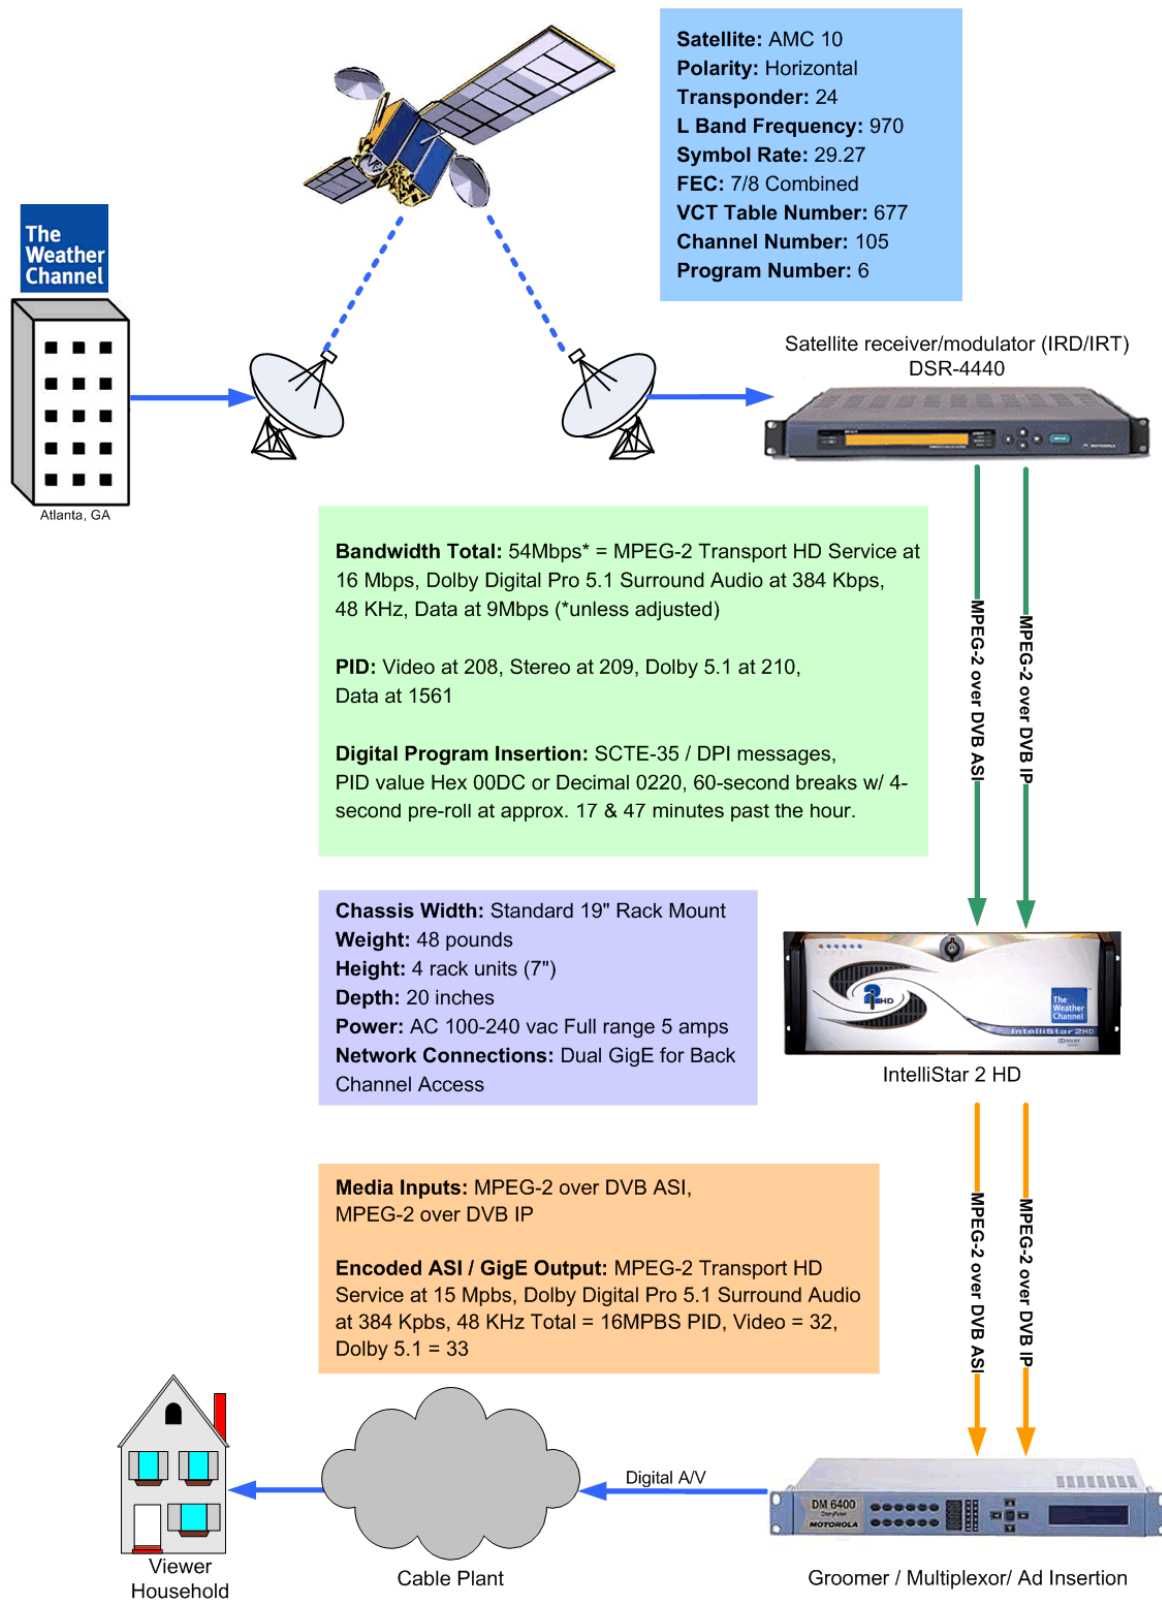 Satellite: AMC 10
Polarity: Horizontal
Transponder: 24
L Band Frequency: 970
Symbol Rate: 29.27
FEC: 7/8 Combined
VCT Table Number: 677
Channel Number: 105
Program Number: 6
The
Weather
Channel
Atlanta, GA
Satellite receiver/modulator (IRD/IRT)
DSR-4440
MOTOROLA
Bandwidth Total: 54Mbps* = MPEG-2 Transport HD Service at
16 Mbps, Dolby Digital Pro 5.1 Surround Audio at 384 Kbps,
48 KHz, Data at 9Mbps (*unless adjusted)
PID: Video at 208, Stereo at 209, Dolby 5.1 at 210,
Data at 1561
Digital Program Insertion: SCTE-35 / DPI messages,
PID value Hex 00DC or Decimal 0220, 60-second breaks w/ 4-
second pre-roll at approx. 17 & 47 minutes past the hour.
MPEG-2 over DVB ASI
MPEG-2 over DVB IP
Chassis Width: Standard 19" Rack Mount
Weight: 48 pounds
Height: 4 rack units (7")
Depth: 20 inches
Power: AC 100-240 vac Full range 5 amps
Network Connections: Dual GigE for Back
Channel Access
2 HD
The
Weather
Channel
IntelliStar 2HD
IntelliStar 2 HD
Media Inputs: MPEG-2 over DVB ASI,
MPEG-2 over DVB IP
Encoded ASI / GigE Output: MPEG-2 Transport HD
Service at 15 Mpbs, Dolby Digital Pro 5.1 Surround Audio
at 384 Kpbs, 48 KHz Total = 16MPBS PID, Video = 32,
Dolby 5.1 = 33
MPEG-2 over DVB ASI
MPEG-2 over DVB IP
Digital A/V
DM 6400
MOTOROLA
Viewer
Household
Cable Plant
Groomer / Multiplexor/ Ad Insertion